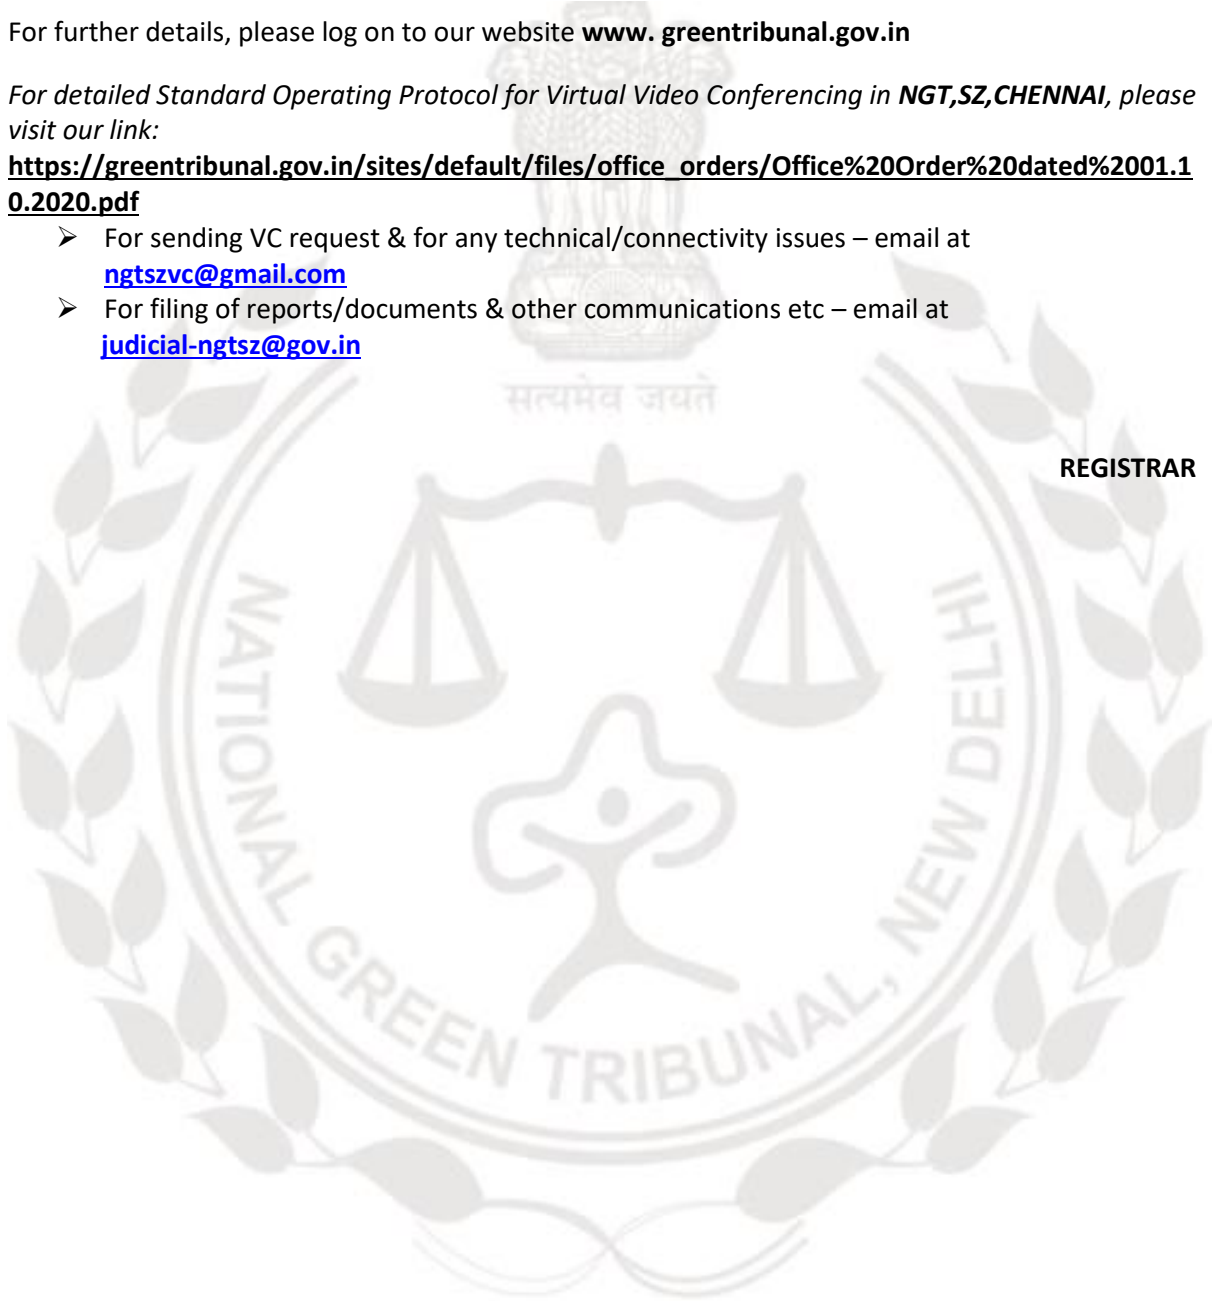 For further details, please log on to our website www. greentribunal.gov.in
For detailed Standard Operating Protocol for Virtual Video Conferencing in NGT,SZ,CHENNAI, please
visit our link:
https://greentribunal.gov.in/sites/default/files/office_orders/Office%20Order%20dated%2001.1
0.2020.pdf
➢ For sending VC request & for any technical/connectivity issues – email at
ngtszvc@gmail.com
➢ For filing of reports/documents & other communications etc – email at
judicial-ngtsz@gov.in
सत्यमेव जयते
REGISTRAR
NATIONAL GREEN TRIBUNAL, NEW DELHI